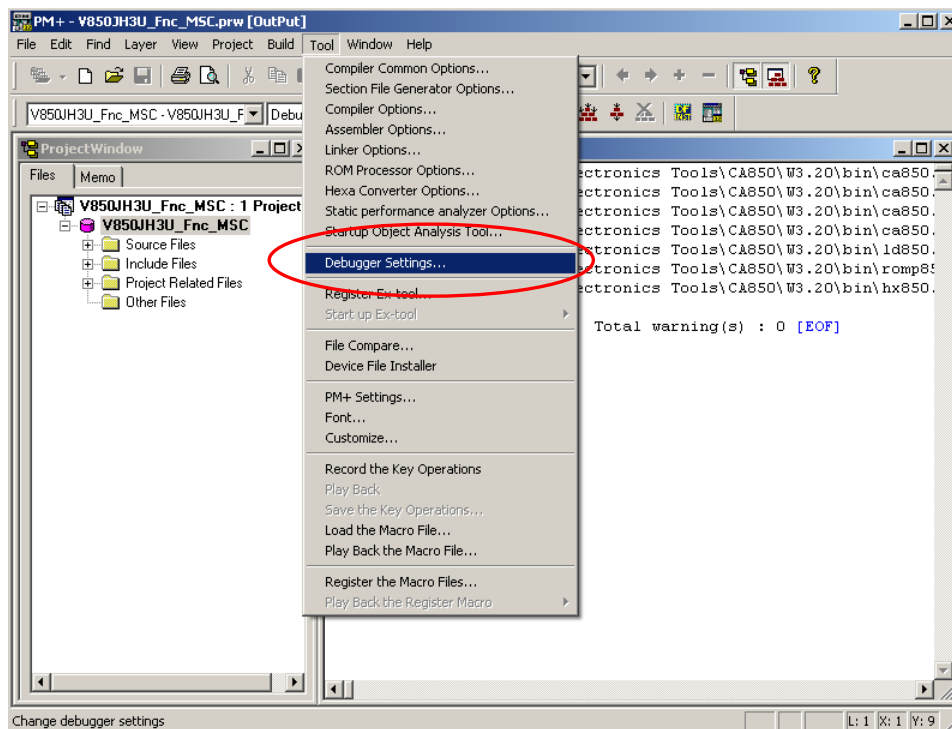 PM+ - V850JH3U_Fnc_MSC.prw [OutPut]
File Edit Find Layer View Project Build Tool Window Help
V850JH3U_Fnc_MSC - V850JH3U_F Debu
ProjectWindow
Files Memo
V850JH3U_Fnc_MSC : 1 Project
V850JH3U_Fnc_MSC
Source Files
Include Files
Project Related Files
Other Files
Compiler Common Options...
Section File Generator Options...
Compiler Options...
Assembler Options...
Linker Options...
ROM Processor Options...
Hexa Converter Options...
Static performance analyzer Options...
Startup Object Analysis Tool...
Debugger Settings...
Register Ex-tool...
Start up Ex-tool
File Compare...
Device File Installer
PM+ Settings...
Font...
Customize...
Record the Key Operations
Play Back
Save the Key Operations...
Load the Macro File...
Play Back the Macro File...
Register the Macro Files...
Play Back the Register Macro
ectronics Tools\CA850\W3.20\bin\ca850.
ectronics Tools\CA850\W3.20\bin\ca850.
ectronics Tools\CA850\W3.20\bin\ca850.
ectronics Tools\CA850\W3.20\bin\ca850.
ectronics Tools\CA850\W3.20\bin\ld850.
ectronics Tools\CA850\W3.20\bin\romp85
ectronics Tools\CA850\W3.20\bin\hx850.
Total warning(s) : 0 [EOF]
Change debugger settings
L: 1 X: 1 Y: 9